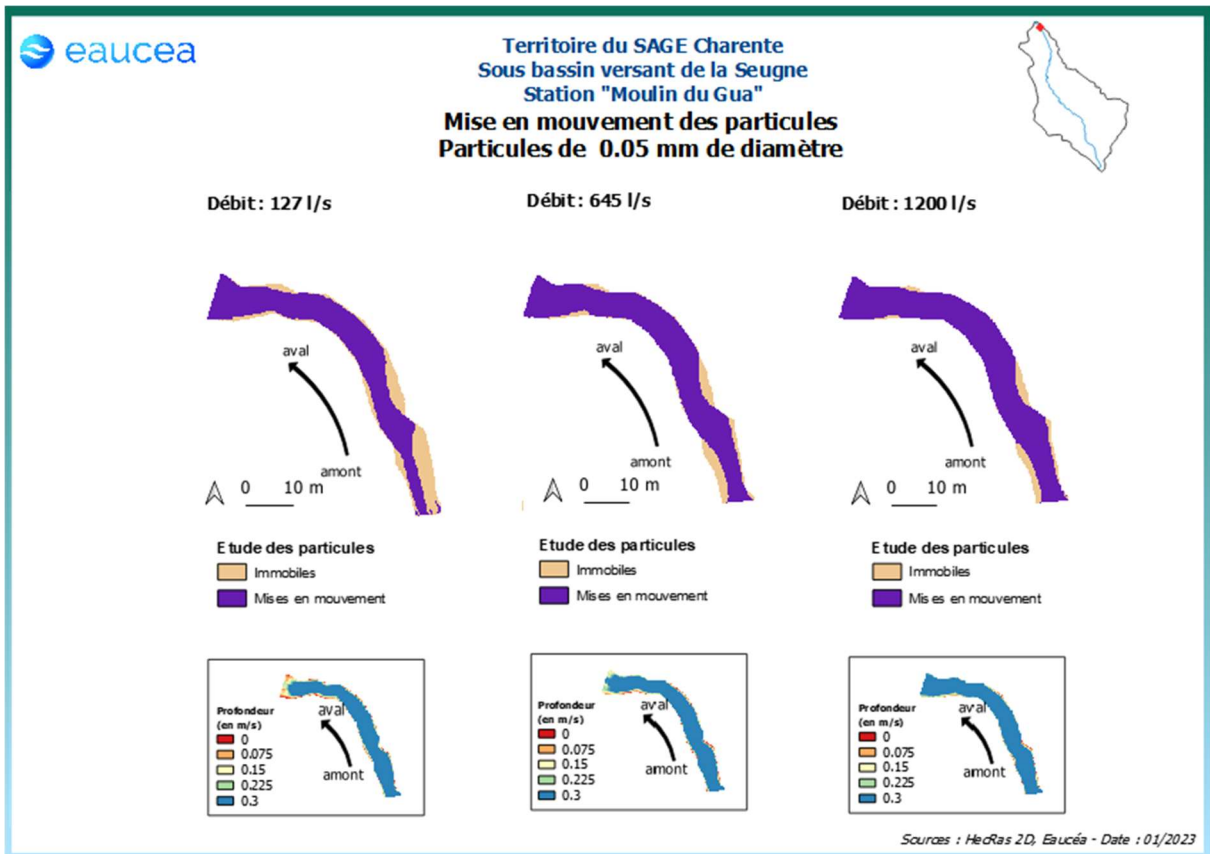 eaucea
Territoire du SAGE Charente
Sous bassin versant de la Seugne
Station "Moulin du Gua"
Mise en mouvement des particules
Particules de 0.05 mm de diamètre
Débit : 127 l/s
aval
amont
0 10 m
Etude des particules
Immobiles
Mises en mouvement
Profondeur
(en m/s)
0
0.075
0.15
0.225
0.3
aval
amont
Débit : 645 l/s
aval
amont
0 10 m
Etude des particules
Immobiles
Mises en mouvement
Profondeur
(en m/s)
0
0.075
0.15
0.225
0.3
aval
amont
Débit : 1200 l/s
aval
amont
0 10 m
Etude des particules
Immobiles
Mises en mouvement
Profondeur
(en m/s)
0
0.075
0.15
0.225
0.3
aval
amont
Sources : HecRas 2D, Eaucéa - Date : 01/2023